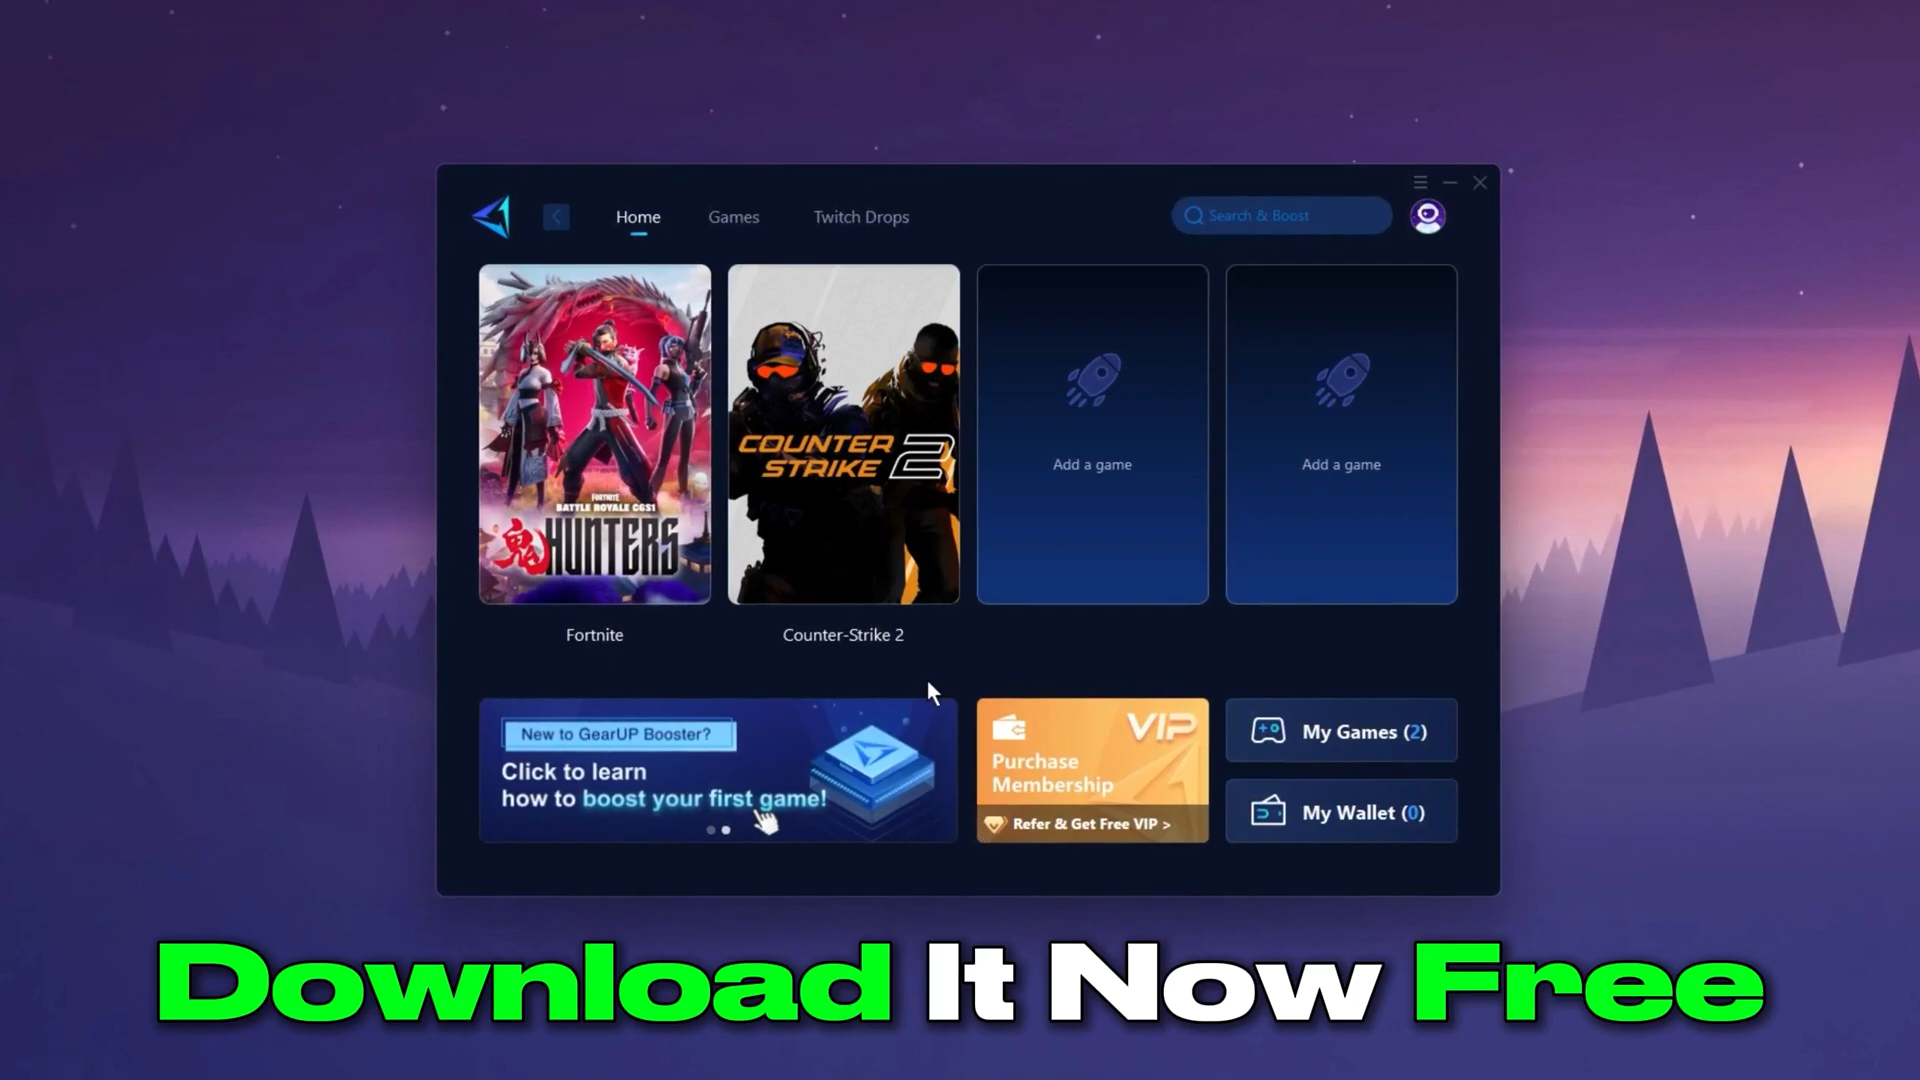 Home
Games
Twitch Drops
Search & Boost
FORTNITE
BATTLE ROYALE C6S1
鬼 HUNTERS
COUNTER
STRIKE 2
Add a game
Add a game
Fortnite
Counter-Strike 2
New to GearUP Booster?
Click to learn
how to boost your first game!
VIP
Purchase
Membership
Refer & Get Free VIP >
My Games (2)
My Wallet (0)
Download It Now Free